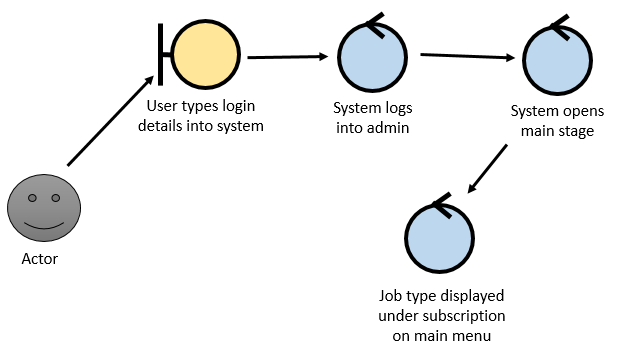 User types login
details into system
System logs
into admin
System opens
main stage
Actor
Job type displayed
under subscription
on main menu